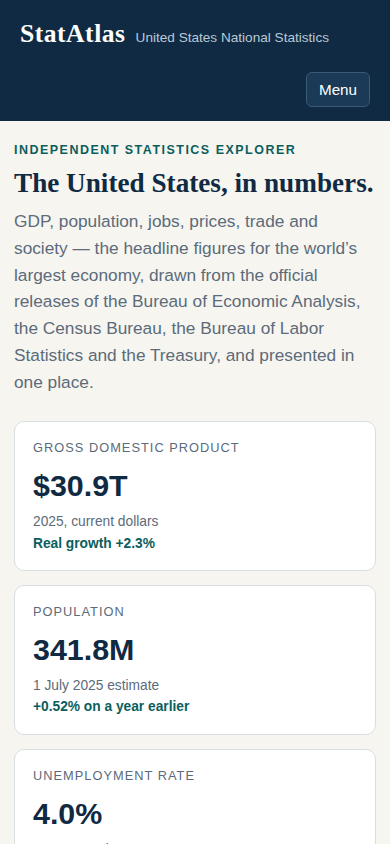 StatAtlas United States National Statistics
Menu
INDEPENDENT STATISTICS EXPLORER
The United States, in numbers.
GDP, population, jobs, prices, trade and
society — the headline figures for the world’s
largest economy, drawn from the official
releases of the Bureau of Economic Analysis,
the Census Bureau, the Bureau of Labor
Statistics and the Treasury, and presented in
one place.
GROSS DOMESTIC PRODUCT
$30.9T
2025, current dollars
Real growth +2.3%
POPULATION
341.8M
1 July 2025 estimate
+0.52% on a year earlier
UNEMPLOYMENT RATE
4.0%